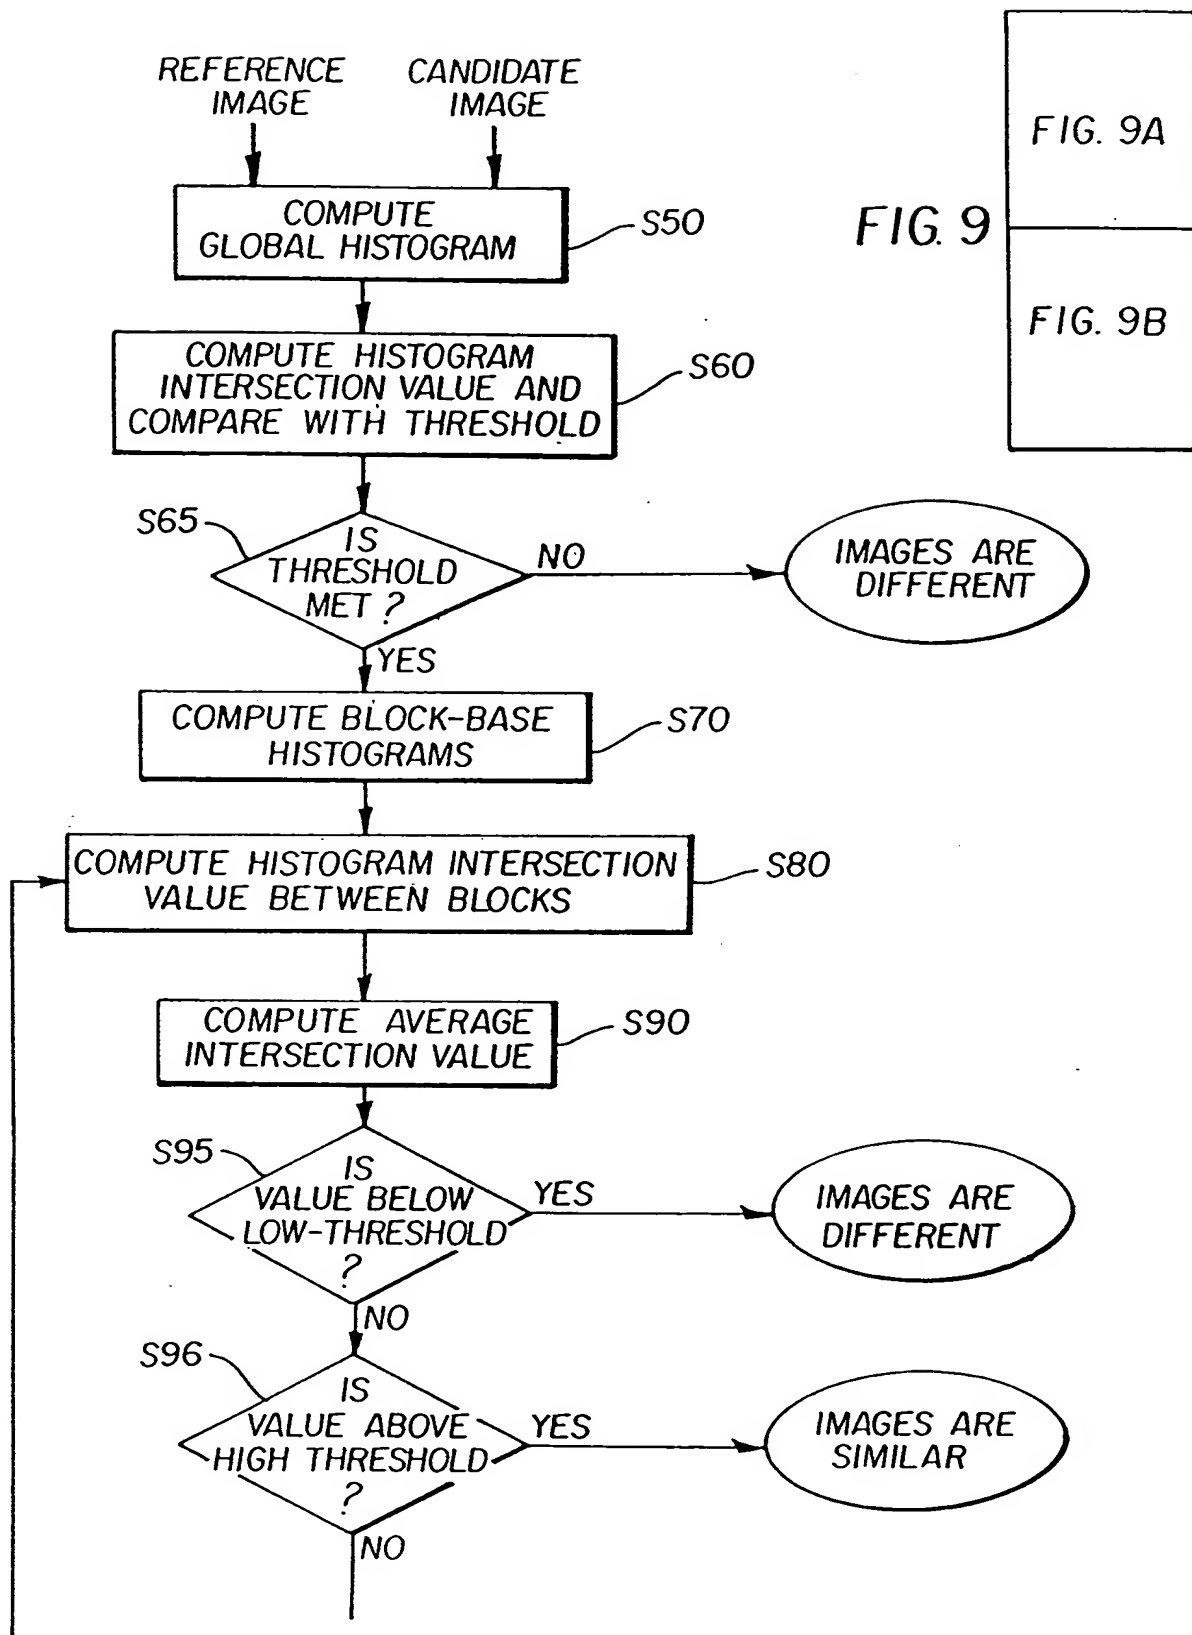 REFERENCE
IMAGE
CANDIDATE
IMAGE
COMPUTE
GLOBAL HISTOGRAM
S50
COMPUTE HISTOGRAM
INTERSECTION VALUE AND
COMPARE WITH THRESHOLD
S60
FIG. 9
FIG. 9A
FIG. 9B
S65
IS
THRESHOLD
MET ?
NO
IMAGES ARE
DIFFERENT
YES
COMPUTE BLOCK-BASE
HISTOGRAMS
S70
COMPUTE HISTOGRAM INTERSECTION
VALUE BETWEEN BLOCKS
S80
COMPUTE AVERAGE
INTERSECTION VALUE
S90
S95
IS
VALUE BELOW
LOW-THRESHOLD
?
YES
IMAGES ARE
DIFFERENT
NO
S96
IS
VALUE ABOVE
HIGH THRESHOLD
?
YES
IMAGES ARE
SIMILAR
NO